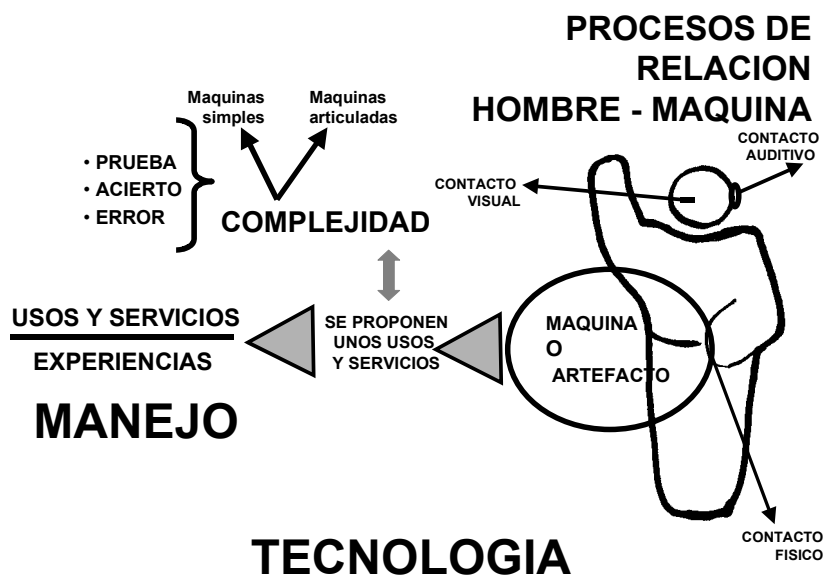 PROCESOS DE
RELACION
HOMBRE - MAQUINA
Maquinas
simples
Maquinas
articuladas
• PRUEBA
• ACIERTO
• ERROR
COMPLEJIDAD
CONTACTO
AUDITIVO
CONTACTO
VISUAL
USOS Y SERVICIOS
EXPERIENCIAS
MANEJO
SE PROPONEN
UNOS USOS
Y SERVICIOS
MAQUINA
O
ARTEFACTO
CONTACTO
FISICO
TECNOLOGIA